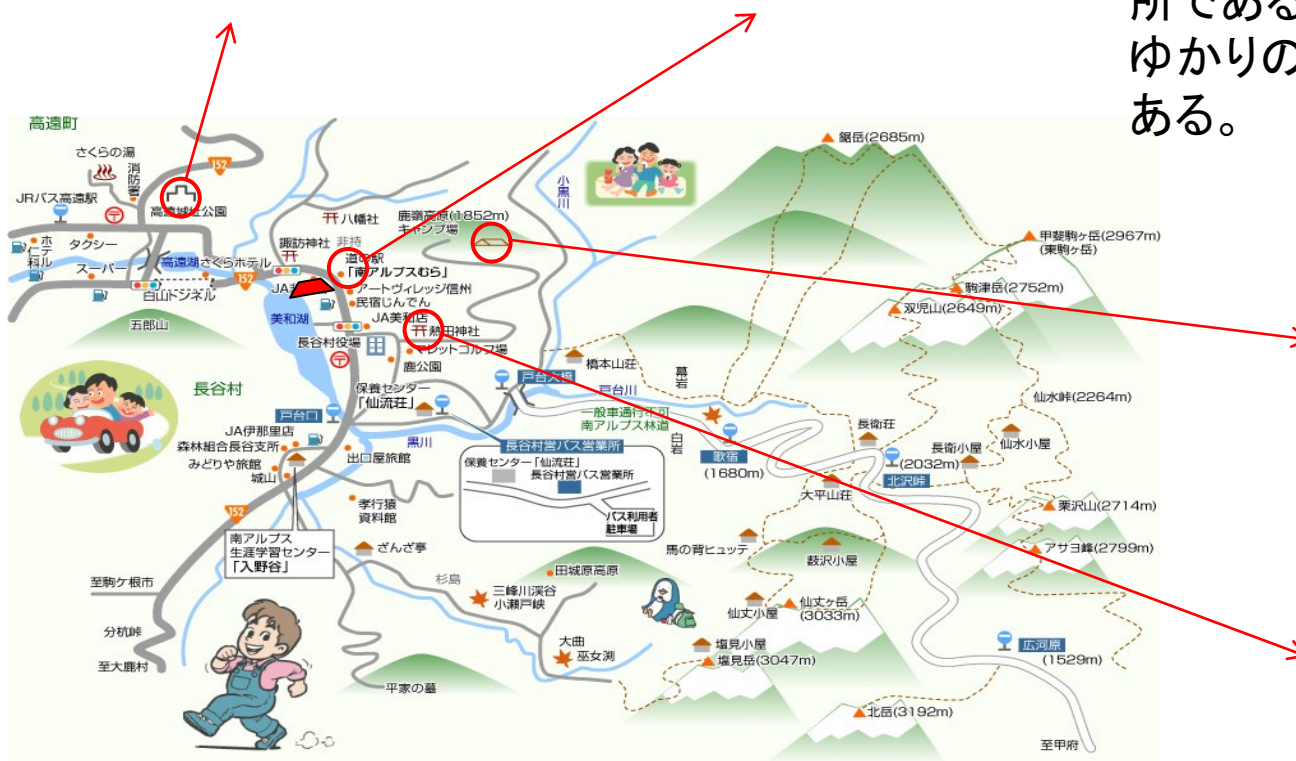 所である
ゆかりの
ある。
高遠町
さくらの湯
消防署
152
JRバス高遠駅
高遠城址公園
ホテル
仁科
タクシー
スーパー
高遠湖
さくらホテル
152
白山トンネル
五郎山
八幡社
諏訪神社
非持
道の駅
「南アルプスむら」
鹿嶺高原(1852m)
キャンプ場
小黒川
鋸岳(2685m)
甲斐駒ヶ岳(2967m)
(東駒ヶ岳)
駒津岳(2752m)
双児山(2649m)
アートヴィレッジ信州
民宿じんでん
JA美和店
美和湖
熱田神社
長谷村役場
マレットゴルフ場
鹿公園
長谷村
保養センター
「仙流荘」
戸台口
戸台大橋
橋本山荘
幕岩
戸台川
一般車通行不可
南アルプス林道
白岩
歌宿
(1680m)
仙水峠(2264m)
長衛荘
長衛小屋
仙水小屋
(2032m)
北沢峠
大平山荘
栗沢山(2714m)
アサヨ峰(2799m)
JA伊那里店
森林組合長谷支所
みどりや旅館
城山
黒川
出口屋旅館
長谷村営バス営業所
保養センター「仙流荘」
長谷村営バス営業所
バス利用者
駐車場
152
孝行猿
資料館
南アルプス
生涯学習センター
「入野谷」
ざんざ亭
馬の背ヒュッテ
薮沢小屋
至駒ケ根市
杉島
田城原高原
三峰川渓谷
小瀬戸峡
仙丈小屋
仙丈ヶ岳
(3033m)
分杭峠
至大鹿村
大曲
巫女渕
塩見小屋
塩見岳(3047m)
広河原
(1529m)
平家の墓
北岳(3192m)
至甲府